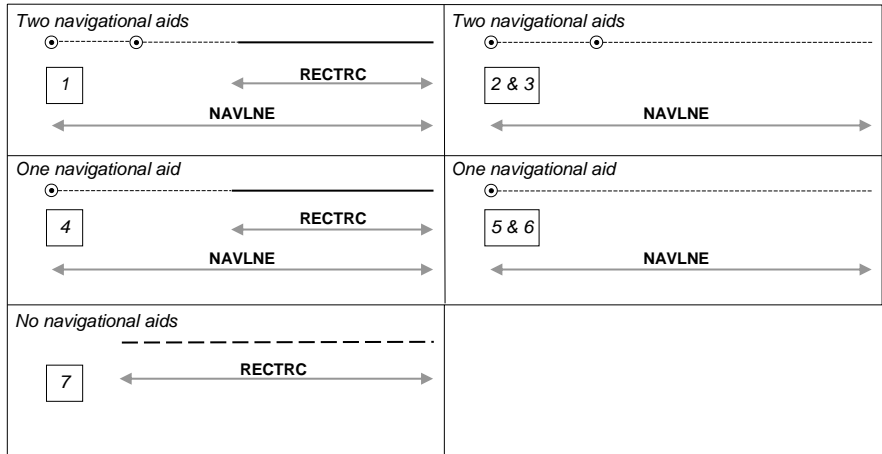 Two navigational aids
1
RECTRC
NAVLNE
Two navigational aids
2 & 3
NAVLNE
One navigational aid
4
RECTRC
NAVLNE
One navigational aid
5 & 6
NAVLNE
No navigational aids
7
RECTRC